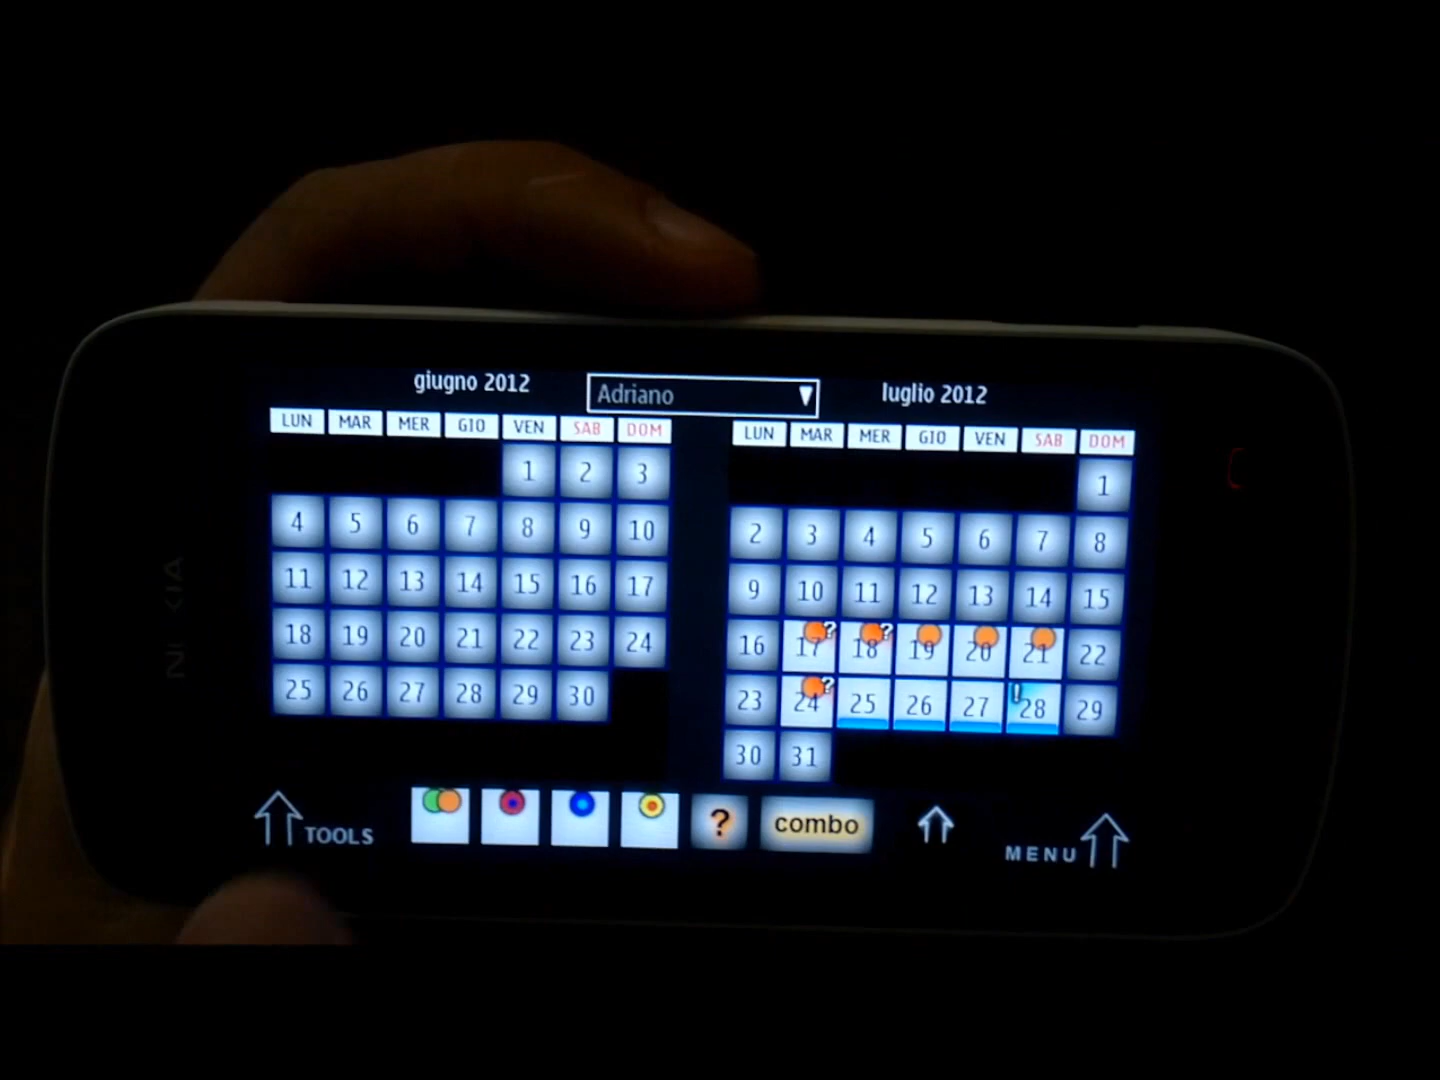 giugno 2012
LUN MAR MER GIO VEN SAB DOM
1 2 3
4 5 6 7 8 9 10
11 12 13 14 15 16 17
18 19 20 21 22 23 24
25 26 27 28 29 30
Adriano
luglio 2012
LUN MAR MER GIO VEN SAB DOM
1
2 3 4 5 6 7 8
9 10 11 12 13 14 15
16 17? 18? 19 20 21 22
23 24? 25 26 27 !28 29
30 31
TOOLS
?
combo
MENU
NOKIA